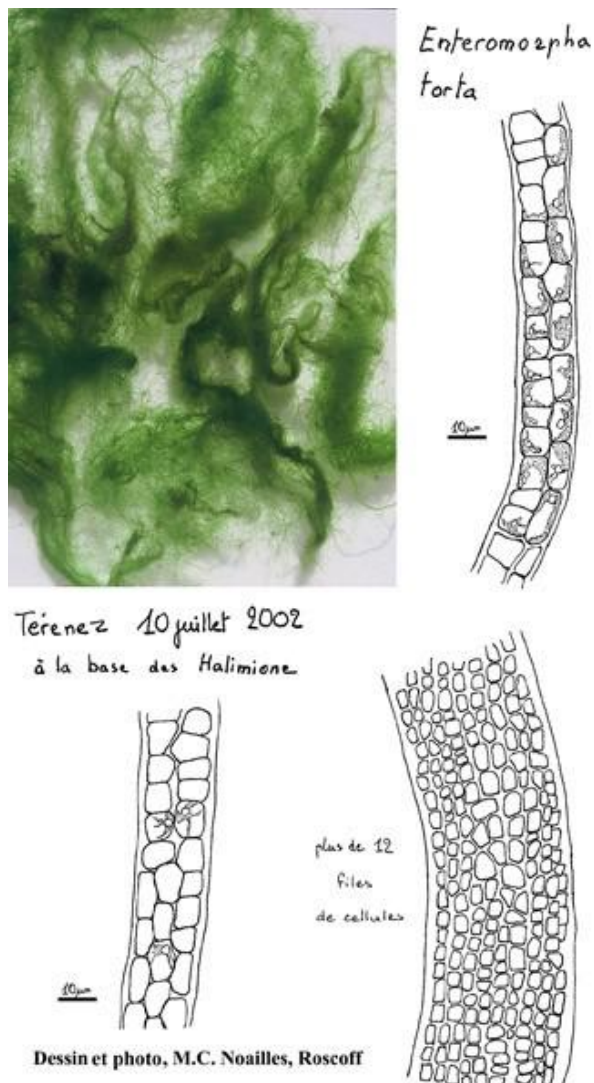 Enteromorpha
torta
10µm
Térénez 10 juillet 2002
à la base des Halimione
plus de 12
files
de cellules
10µm
Dessin et photo, M.C. Noailles, Roscoff